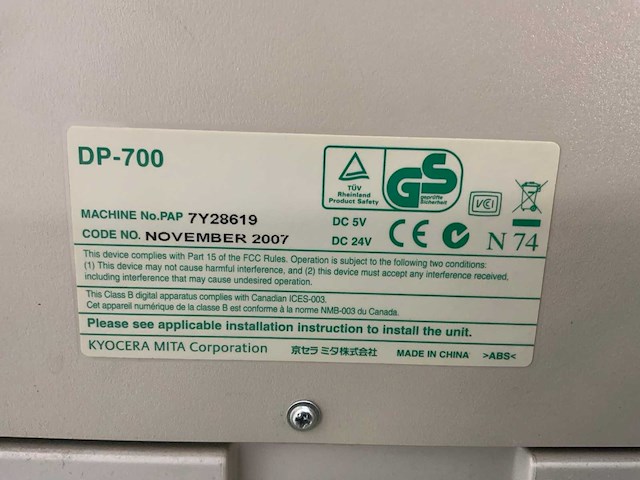 DP-700
TÜV
Rheinland
Product Safety
GS
geprüfte
Sicherheit
VCI
MACHINE No.PAP 7Y28619
DC 5V
CODE NO. NOVEMBER 2007
DC 24V
CE
N 74
This device complies with Part 15 of the FCC Rules. Operation is subject to the following two conditions:
(1) This device may not cause harmful interference, and (2) this device must accept any interference received,
including interference that may cause undesired operation.
This Class B digital apparatus complies with Canadian ICES-003.
Cet appareil numérique de la classe B est conforme à la norme NMB-003 du Canada.
Please see applicable installation instruction to install the unit.
KYOCERA MITA Corporation 京セラ ミタ株式会社 MADE IN CHINA >ABS<